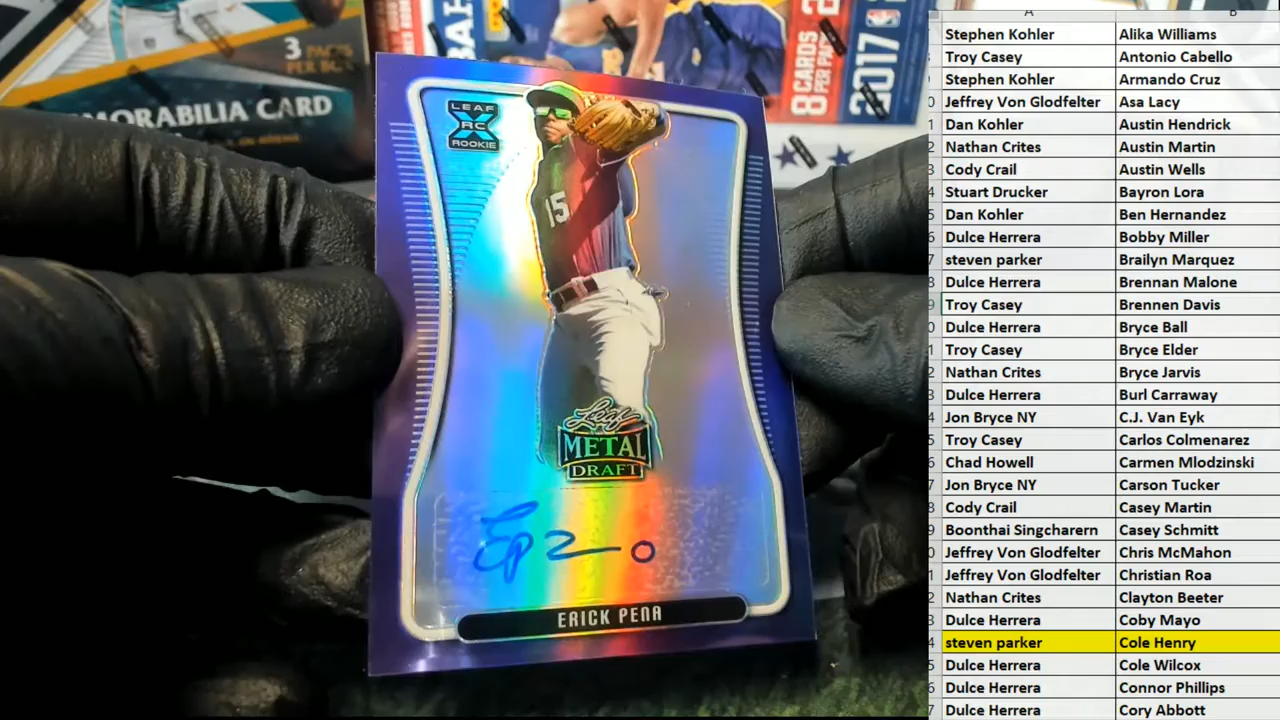 3 PACKS
PER BOX
MEMORABILIA CARD
8 CARDS
PER PACK
2017
NBA
LEAF
XRC
ROOKIE
15
Leaf
METAL
DRAFT
ERICK PENA
A B
Stephen Kohler Alika Williams
Troy Casey Antonio Cabello
Stephen Kohler Armando Cruz
Jeffrey Von Glodfelter Asa Lacy
Dan Kohler Austin Hendrick
Nathan Crites Austin Martin
Cody Crail Austin Wells
Stuart Drucker Bayron Lora
Dan Kohler Ben Hernandez
Dulce Herrera Bobby Miller
steven parker Brailyn Marquez
Dulce Herrera Brennan Malone
Troy Casey Brennen Davis
Dulce Herrera Bryce Ball
Troy Casey Bryce Elder
Nathan Crites Bryce Jarvis
Dulce Herrera Burl Carraway
Jon Bryce NY C.J. Van Eyk
Troy Casey Carlos Colmenarez
Chad Howell Carmen Mlodzinski
Jon Bryce NY Carson Tucker
Cody Crail Casey Martin
Boonthai Singcharern Casey Schmitt
Jeffrey Von Glodfelter Chris McMahon
Jeffrey Von Glodfelter Christian Roa
Nathan Crites Clayton Beeter
Dulce Herrera Coby Mayo
steven parker Cole Henry
Dulce Herrera Cole Wilcox
Dulce Herrera Connor Phillips
Dulce Herrera Cory Abbott